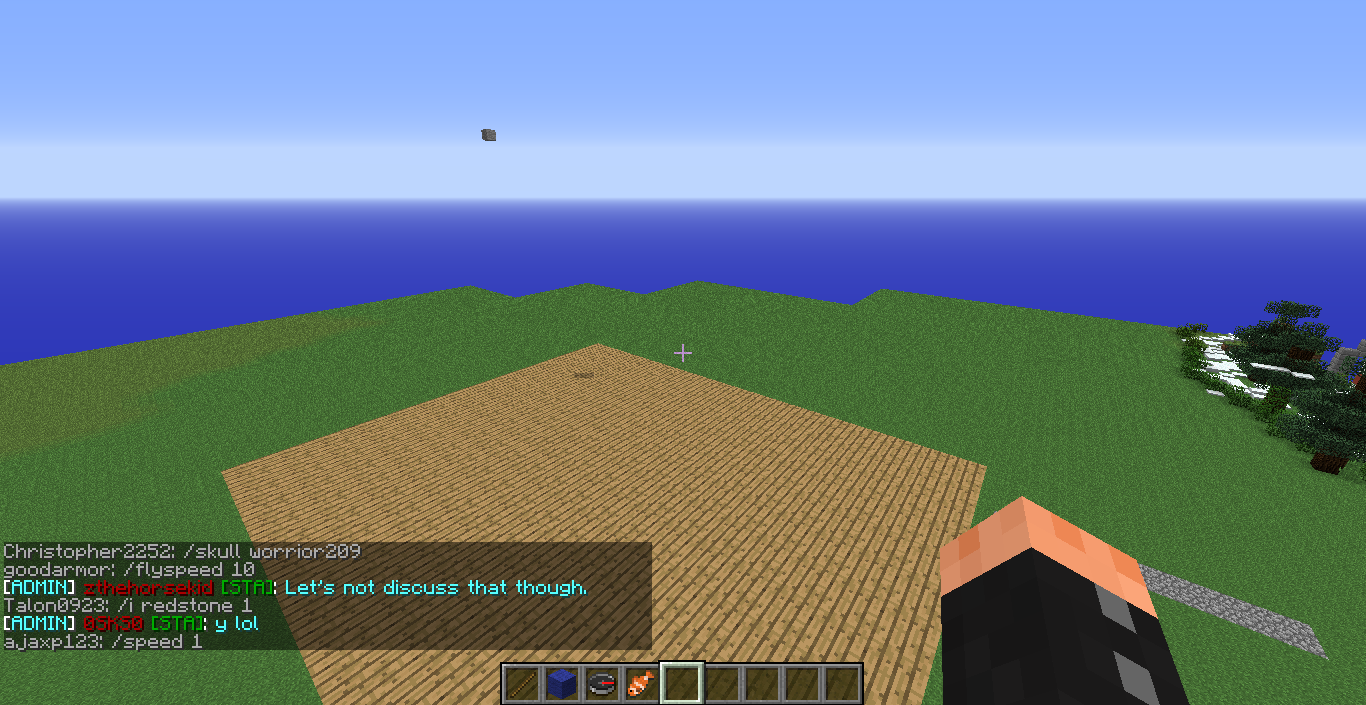 Christopher2252: /skull worrior209
goodarmor: /flyspeed 10
[ADMIN] zthehorsekid [STA]: Let's not discuss that though.
Talon0923: /i redstone 1
[ADMIN] 0SKS0 [STA]: y lol
ajaxp123: /speed 1